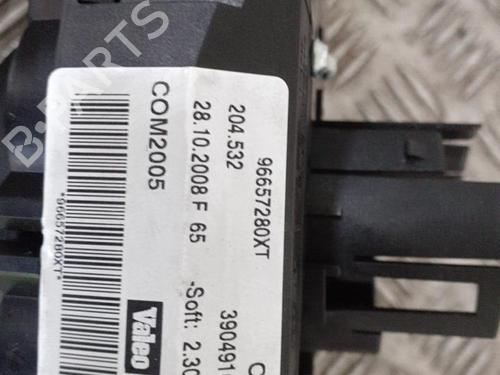 96657280XT
204.532
28.10.2008 F 65
COM2005
*96657280XT*
390491
-Soft: 2.30
Valeo
B-PARTS